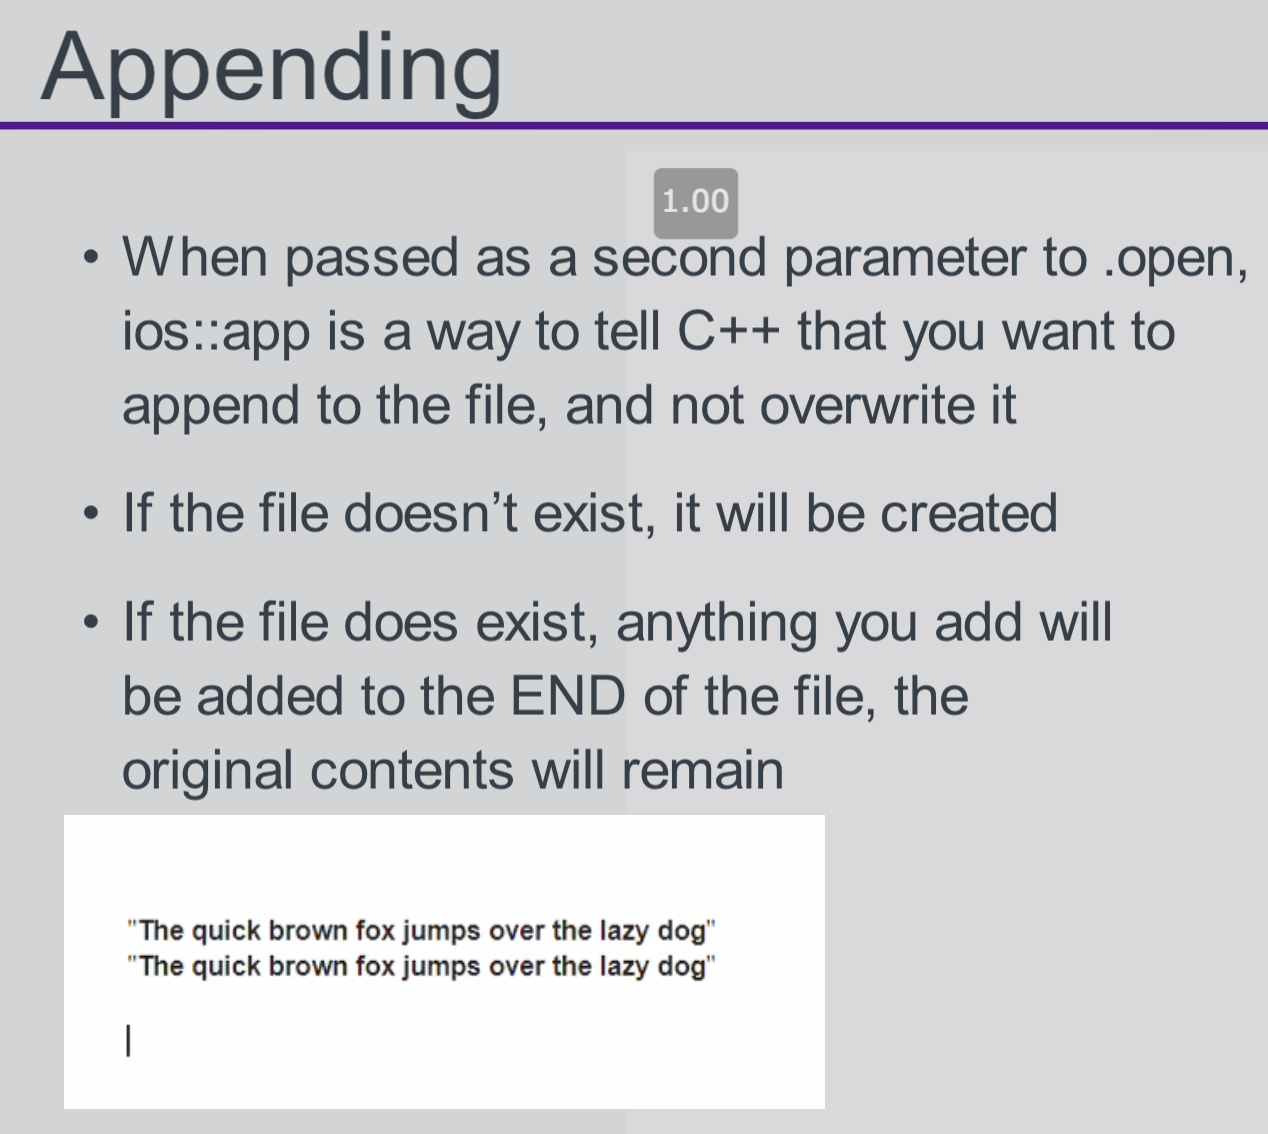 Appending
1.00
• When passed as a second parameter to .open,
ios::app is a way to tell C++ that you want to
append to the file, and not overwrite it
• If the file doesn’t exist, it will be created
• If the file does exist, anything you add will
be added to the END of the file, the
original contents will remain
"The quick brown fox jumps over the lazy dog"
"The quick brown fox jumps over the lazy dog"